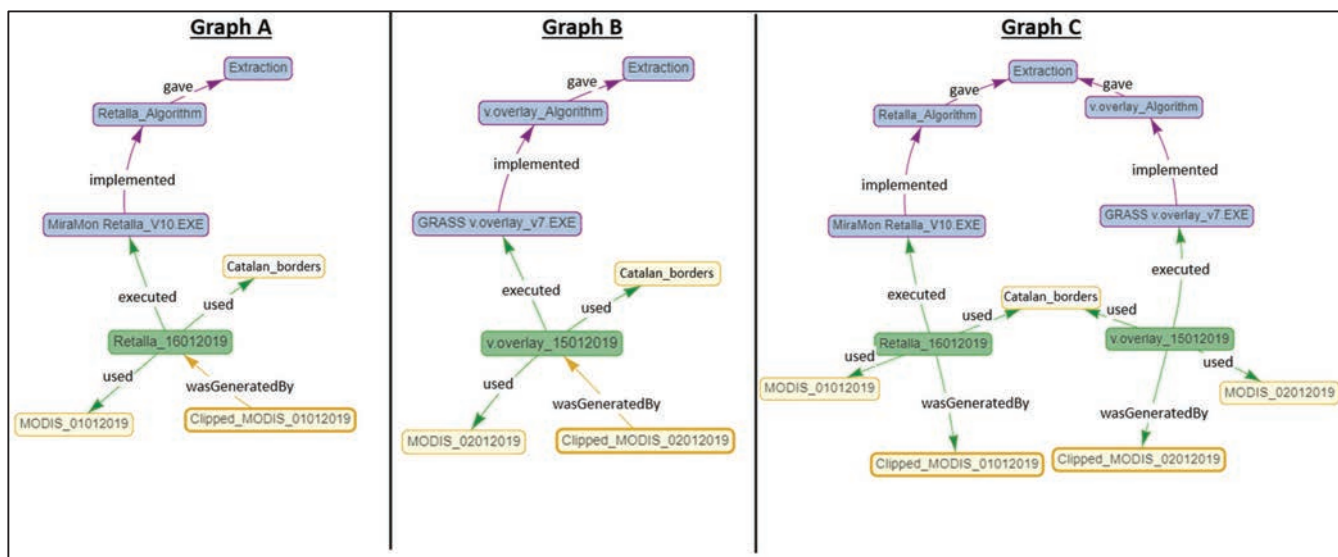 Graph A
Extraction
gave
Retalla_Algorithm
implemented
MiraMon Retalla_V10.EXE
Catalan_borders
executed
used
Retalla_16012019
used
wasGeneratedBy
MODIS_01012019
Clipped_MODIS_01012019
Graph B
Extraction
gave
v.overlay_Algorithm
implemented
GRASS v.overlay_v7.EXE
Catalan_borders
executed
used
v.overlay_15012019
used
wasGeneratedBy
MODIS_02012019
Clipped_MODIS_02012019
Graph C
Extraction
gave
gave
Retalla_Algorithm
v.overlay_Algorithm
implemented
implemented
MiraMon Retalla_V10.EXE
GRASS v.overlay_v7.EXE
executed
executed
Catalan_borders
used
used
Retalla_16012019
v.overlay_15012019
used
used
MODIS_01012019
MODIS_02012019
wasGeneratedBy
wasGeneratedBy
Clipped_MODIS_01012019
Clipped_MODIS_02012019